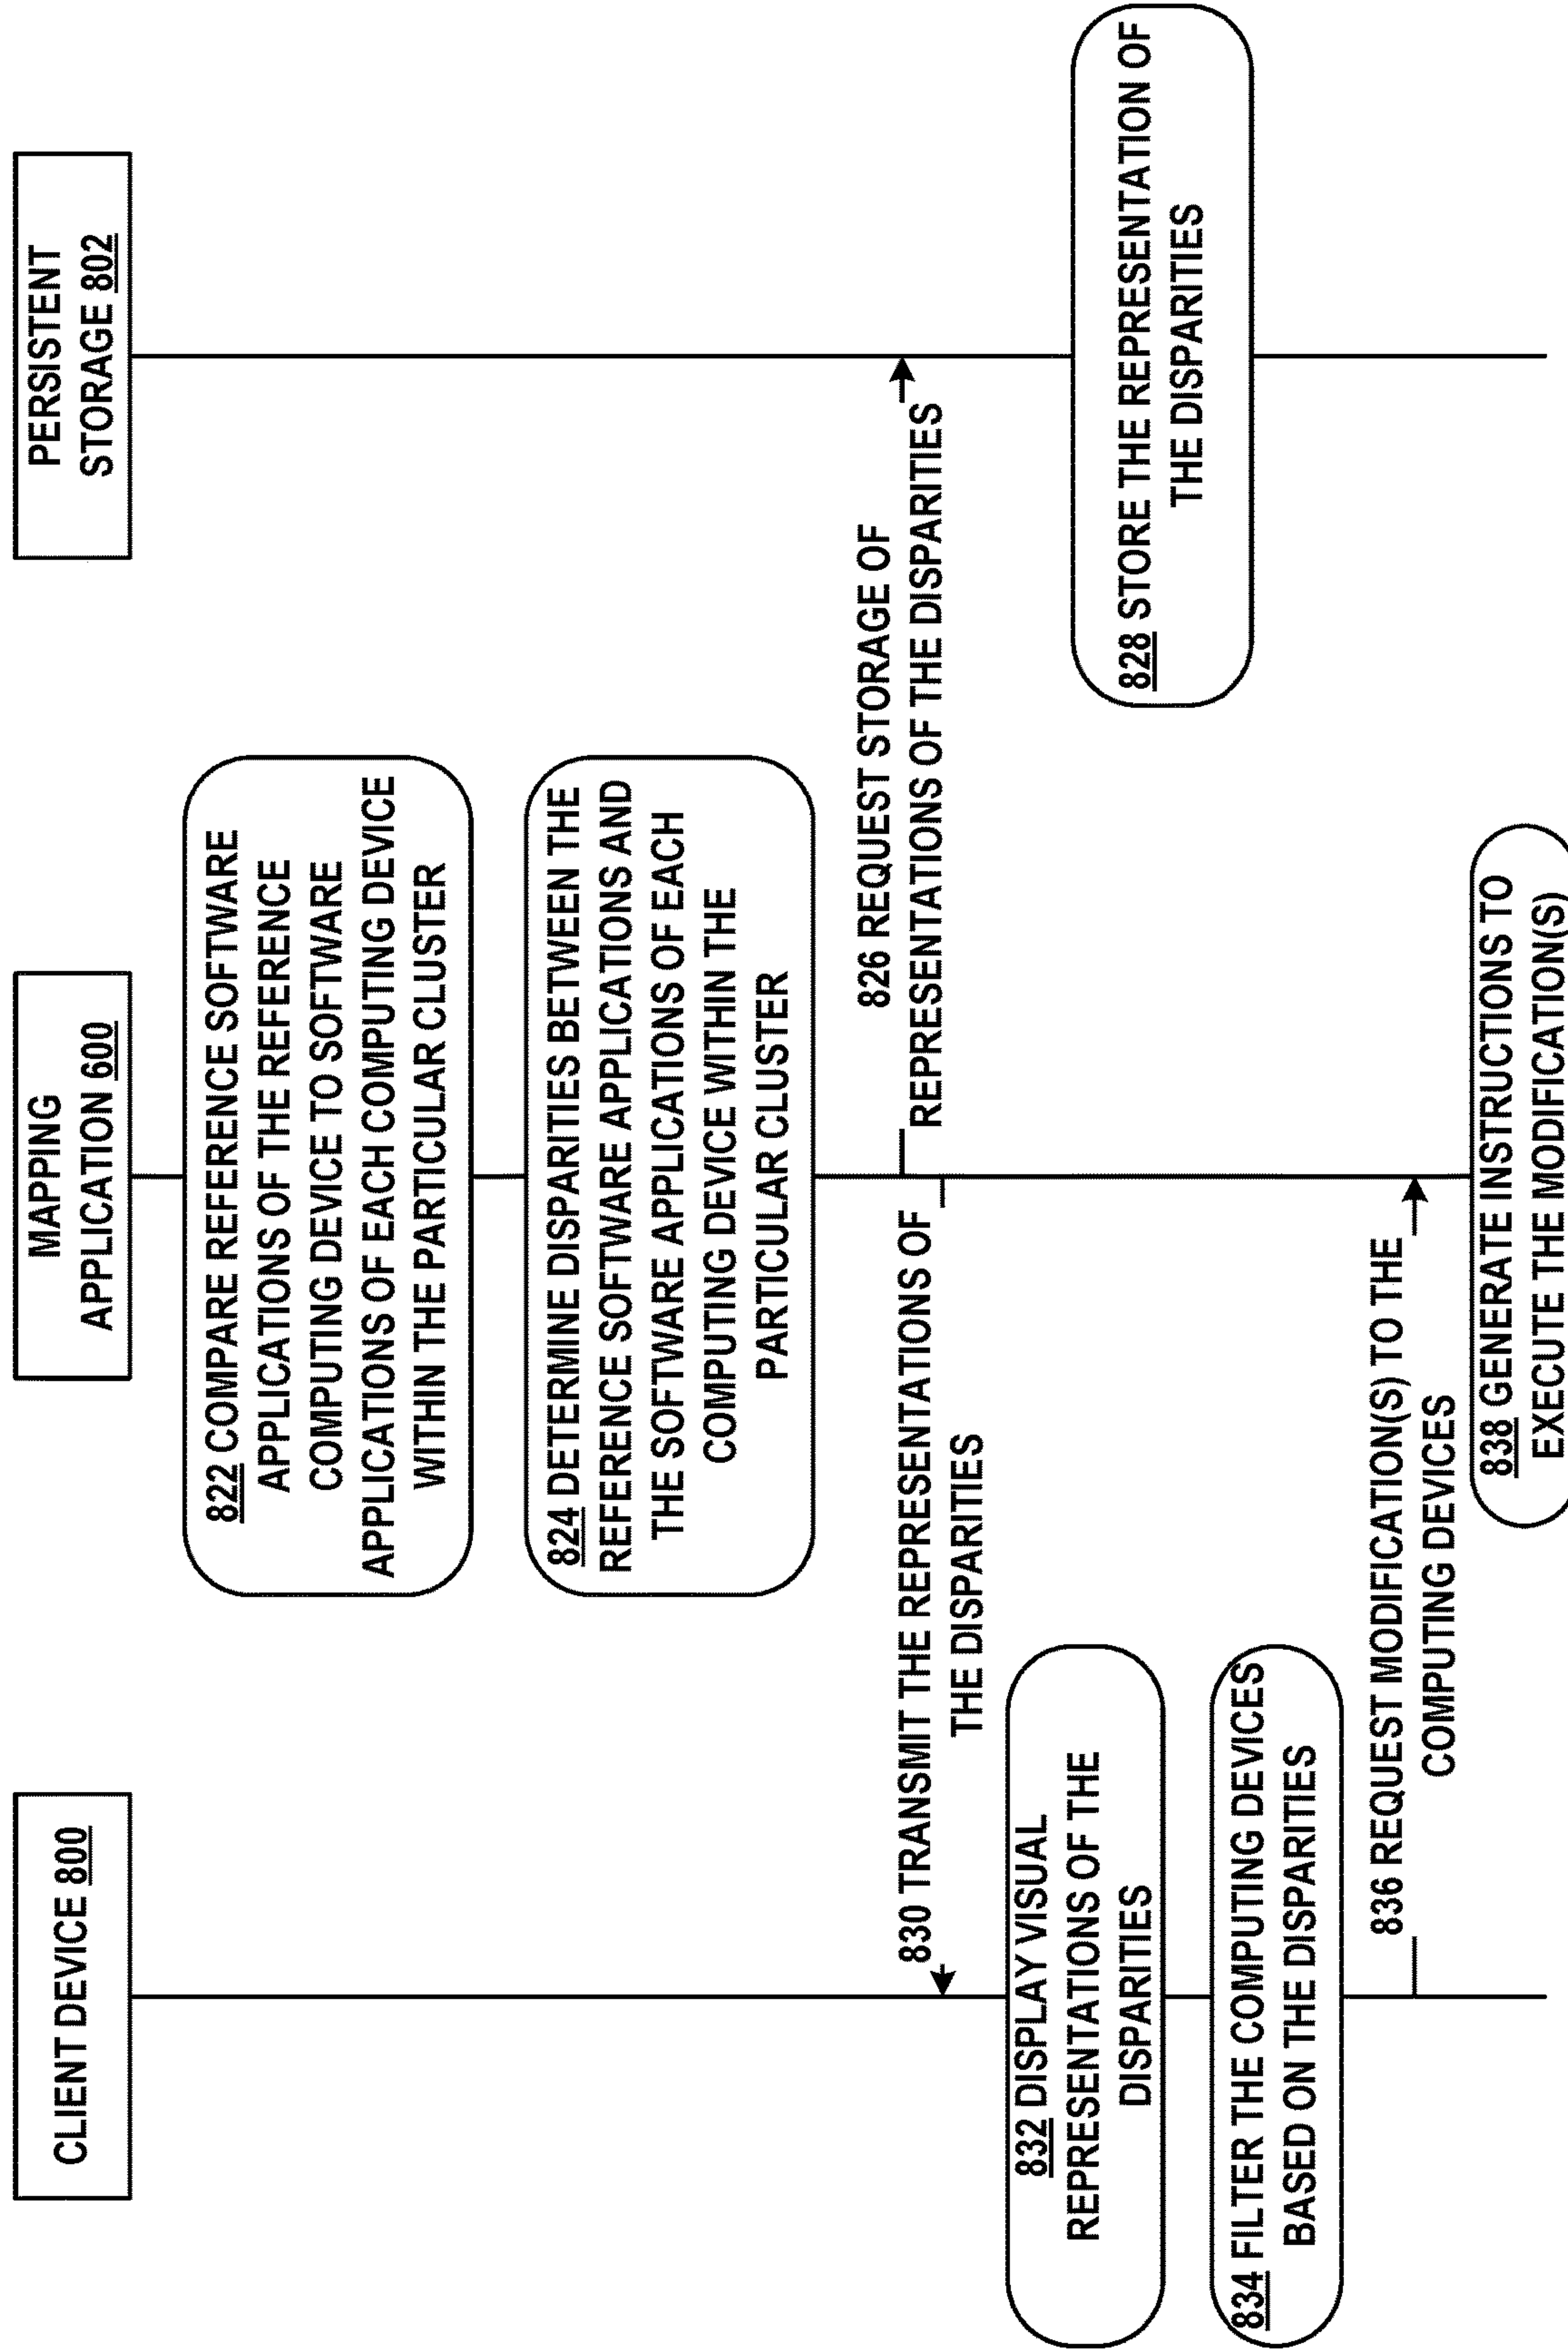 CLIENT DEVICE 800
MAPPING
APPLICATION 600
PERSISTENT
STORAGE 802
822 COMPARE REFERENCE SOFTWARE
APPLICATIONS OF THE REFERENCE
COMPUTING DEVICE TO SOFTWARE
APPLICATIONS OF EACH COMPUTING DEVICE
WITHIN THE PARTICULAR CLUSTER
824 DETERMINE DISPARITIES BETWEEN THE
REFERENCE SOFTWARE APPLICATIONS AND
THE SOFTWARE APPLICATIONS OF EACH
COMPUTING DEVICE WITHIN THE
PARTICULAR CLUSTER
826 REQUEST STORAGE OF
REPRESENTATIONS OF THE DISPARITIES
828 STORE THE REPRESENTATION OF
THE DISPARITIES
830 TRANSMIT THE REPRESENTATIONS OF
THE DISPARITIES
832 DISPLAY VISUAL
REPRESENTATIONS OF THE
DISPARITIES
834 FILTER THE COMPUTING DEVICES
BASED ON THE DISPARITIES
836 REQUEST MODIFICATION(S) TO THE
COMPUTING DEVICES
838 GENERATE INSTRUCTIONS TO
EXECUTE THE MODIFICATION(S)